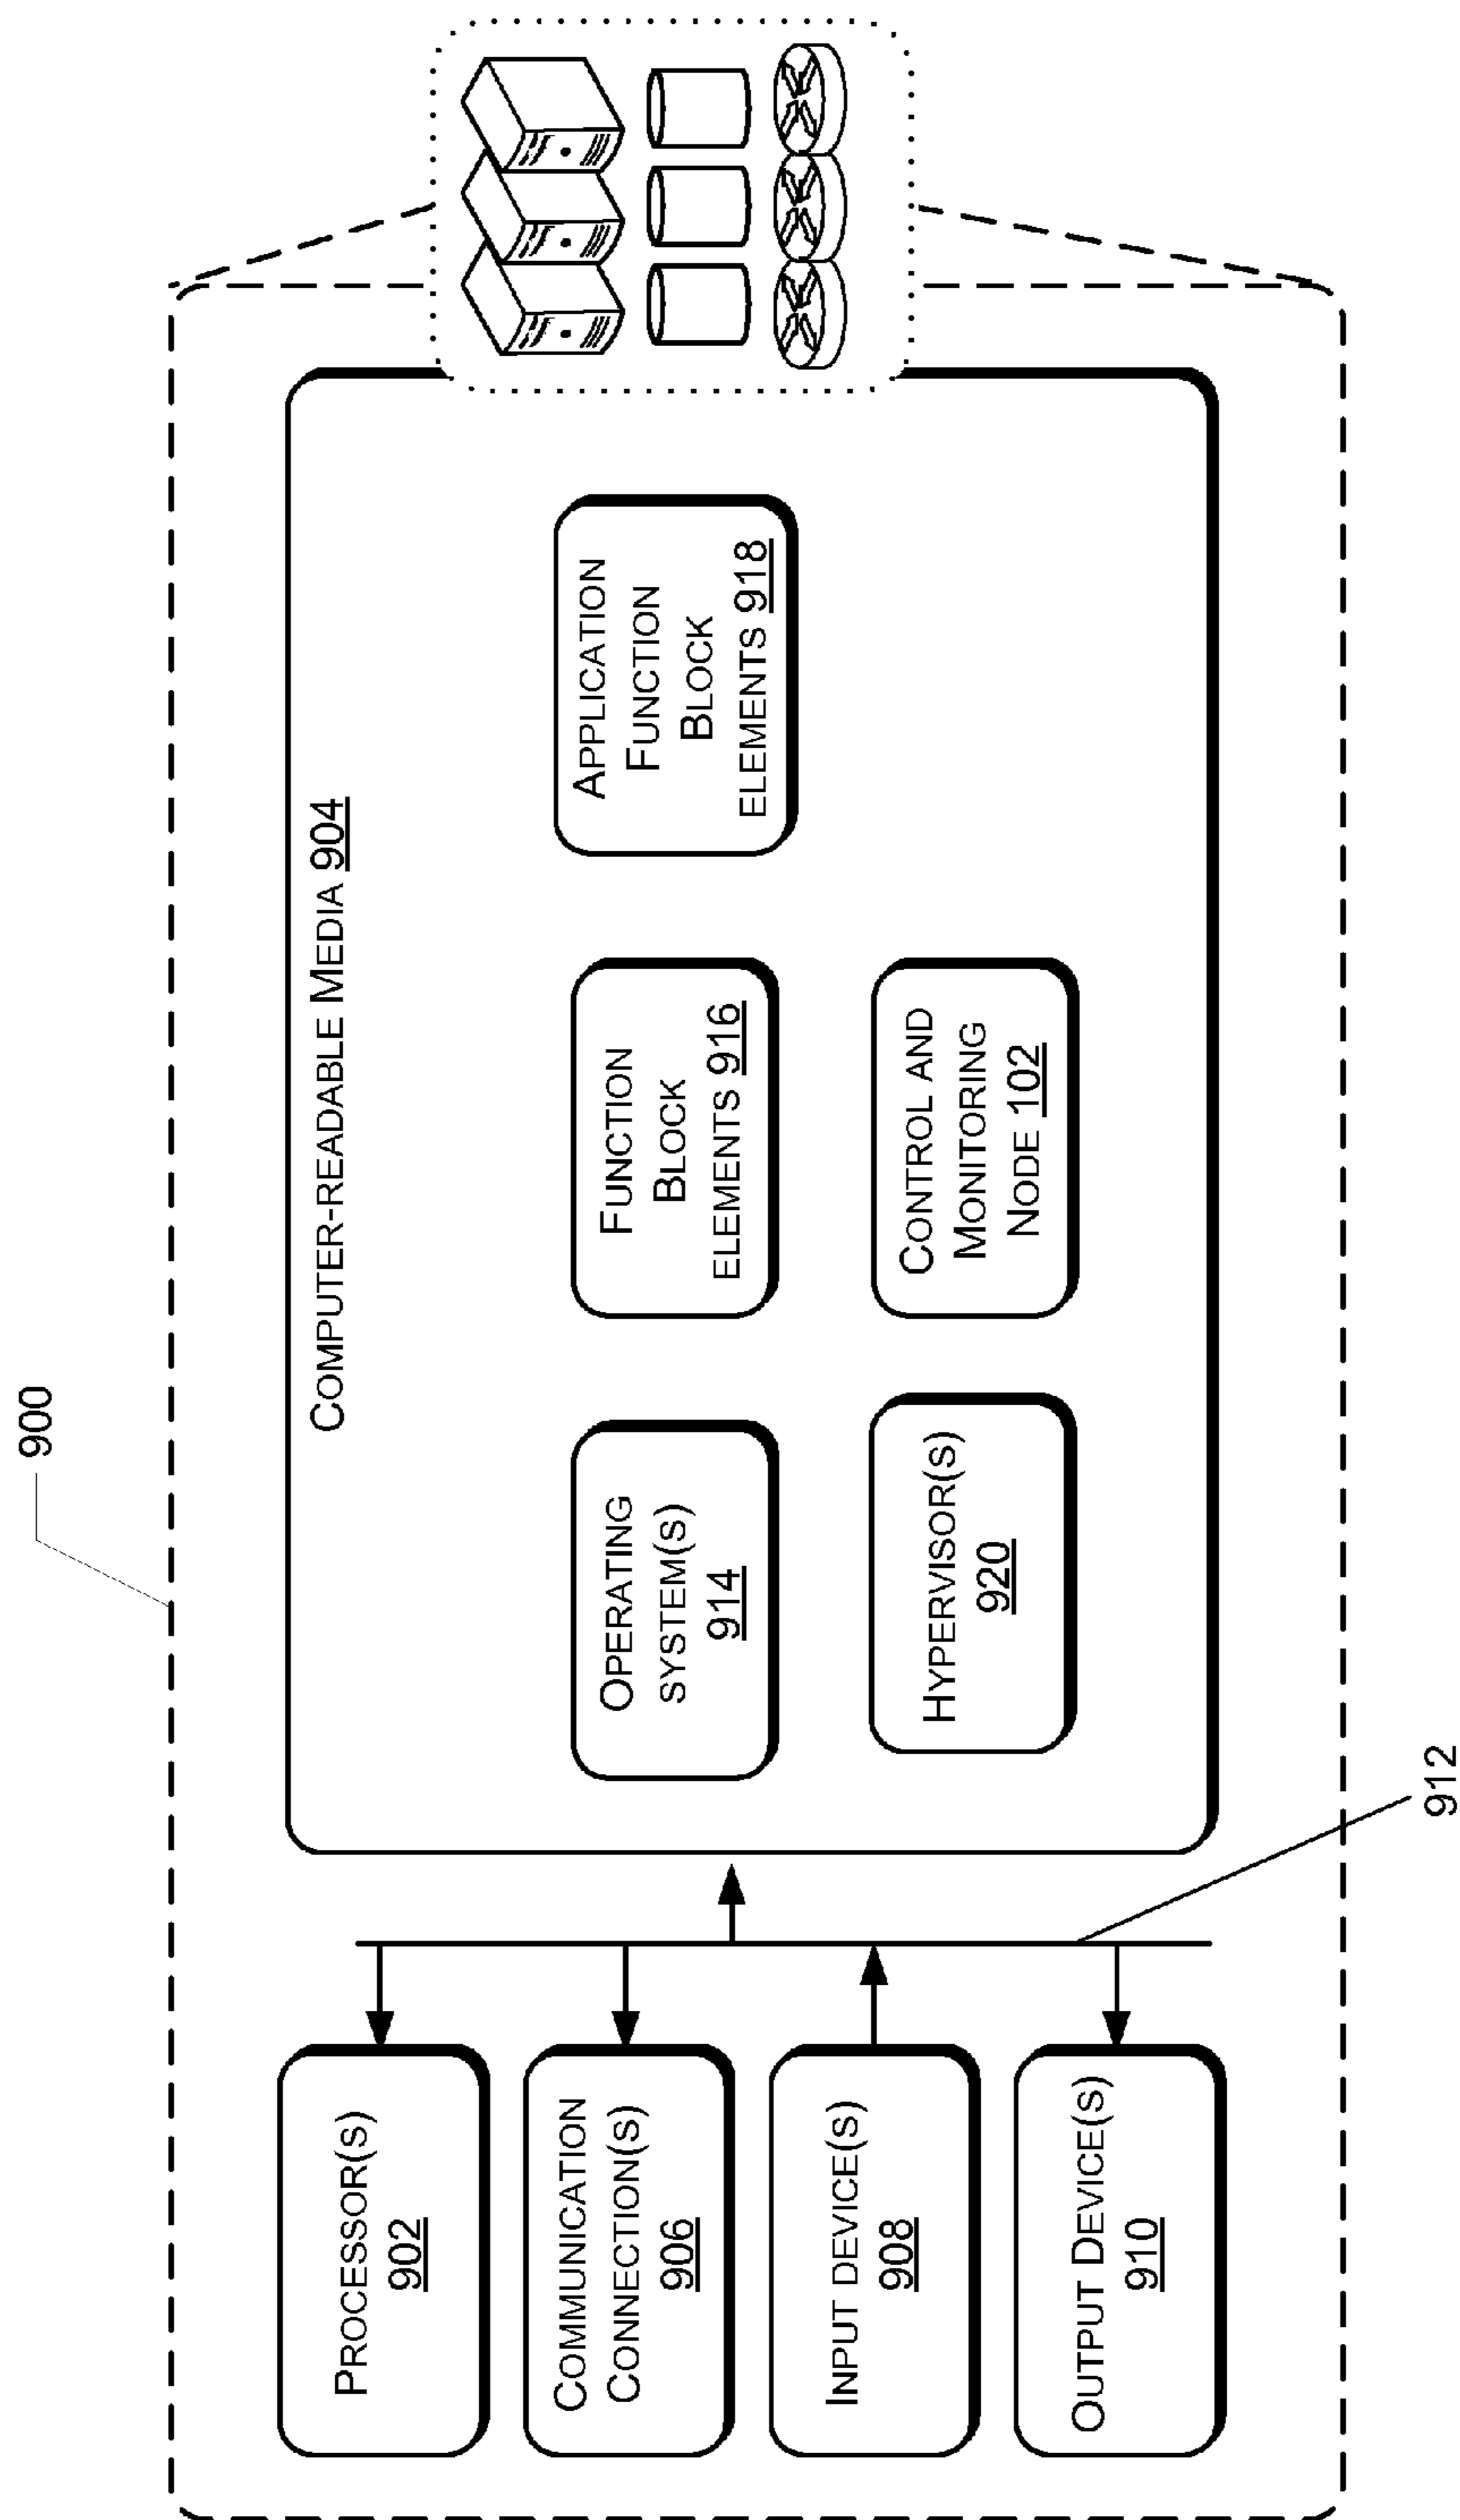 900
COMPUTER-READABLE MEDIA 904
PROCESSOR(S)
902
COMMUNICATION
CONNECTION(S)
906
INPUT DEVICE(S)
908
OUTPUT DEVICE(S)
910
OPERATING
SYSTEM(S)
914
FUNCTION
BLOCK
ELEMENTS 916
APPLICATION
FUNCTION
BLOCK
ELEMENTS 918
HYPERVISOR(S)
920
CONTROL AND
MONITORING
NODE 102
912